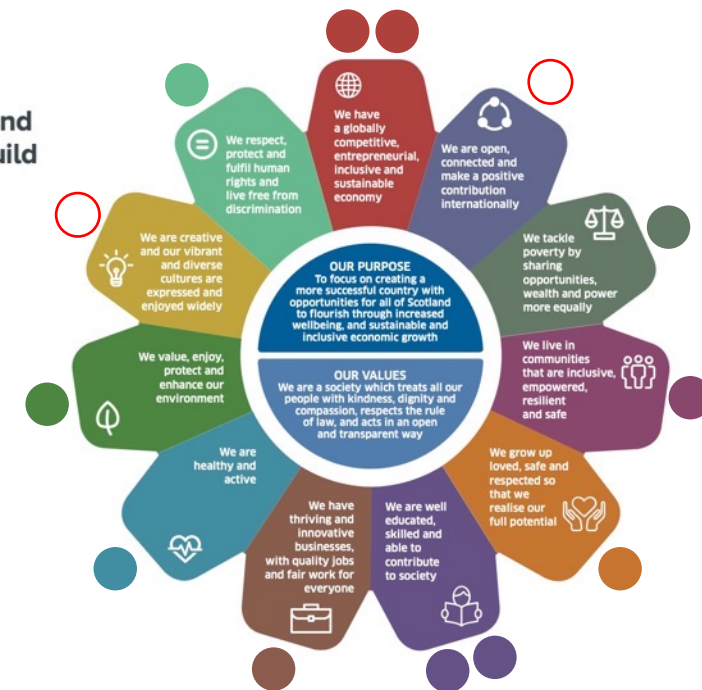 nd
uild
We have
a globally
competitive,
entrepreneurial,
inclusive and
sustainable
economy
We are open,
connected and
make a positive
contribution
internationally
We tackle
poverty by
sharing
opportunities,
wealth and power
more equally
We live in
communities
that are inclusive,
empowered,
resilient
and safe
We grow up
loved, safe and
respected so
that we
realise our
full potential
We are well
educated,
skilled and
able to
contribute
to society
We have
thriving and
innovative
businesses,
with quality jobs
and fair work for
everyone
We are
healthy and
active
We value, enjoy,
protect and
enhance our
environment
We are creative
and our vibrant
and diverse
cultures are
expressed and
enjoyed widely
We respect,
protect and
fulfil human
rights and
live free from
discrimination
OUR PURPOSE
To focus on creating a
more successful country with
opportunities for all of Scotland
to flourish through increased
wellbeing, and sustainable and
inclusive economic growth
OUR VALUES
We are a society which treats all our
people with kindness, dignity and
compassion, respects the rule
of law, and acts in an open
and transparent way